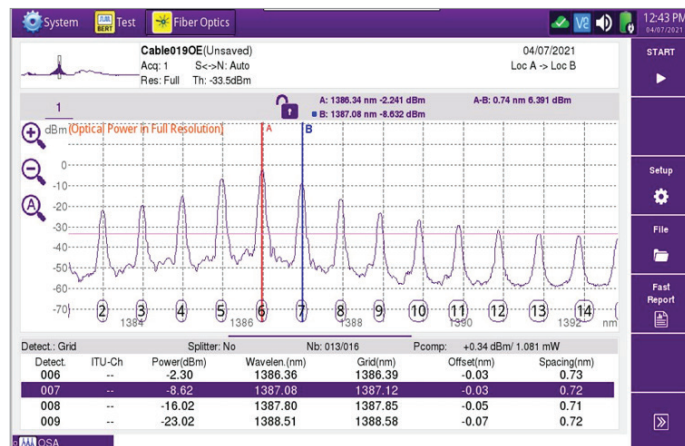 System
BERT
Test
Fiber Optics
12:43 PM
04/07/2021
Cable019OE(Unsaved)
04/07/2021
Acq: 1 S<->N: Auto
Loc A -> Loc B
Res: Full Th: -33.5dBm
START
1
A: 1386.34 nm -2.241 dBm
A-B: 0.74 nm 6.391 dBm
B: 1387.08 nm -8.632 dBm
dBm (Optical Power in Full Resolution)
A
B
0
-10
A
-20
-30
-40
-50
-60
-70
2 3 4 5 6 7 8 9 10 11 12 13 14
1384 1386 1388 1390 1392 nm
Setup
File
Fast
Report
Detect.: Grid Splitter: No Nb: 013/016 Pcomp: +0.34 dBm/ 1.081 mW
Detect. ITU-Ch Power(dBm) Wavelen.(nm) Grid(nm) Offset(nm) Spacing(nm)
006 -- -2.30 1386.36 1386.39 -0.03 0.73
007 -- -8.62 1387.08 1387.12 -0.03 0.72
008 -- -16.02 1387.80 1387.85 -0.05 0.71
009 -- -23.02 1388.51 1388.58 -0.07 0.72
OSA